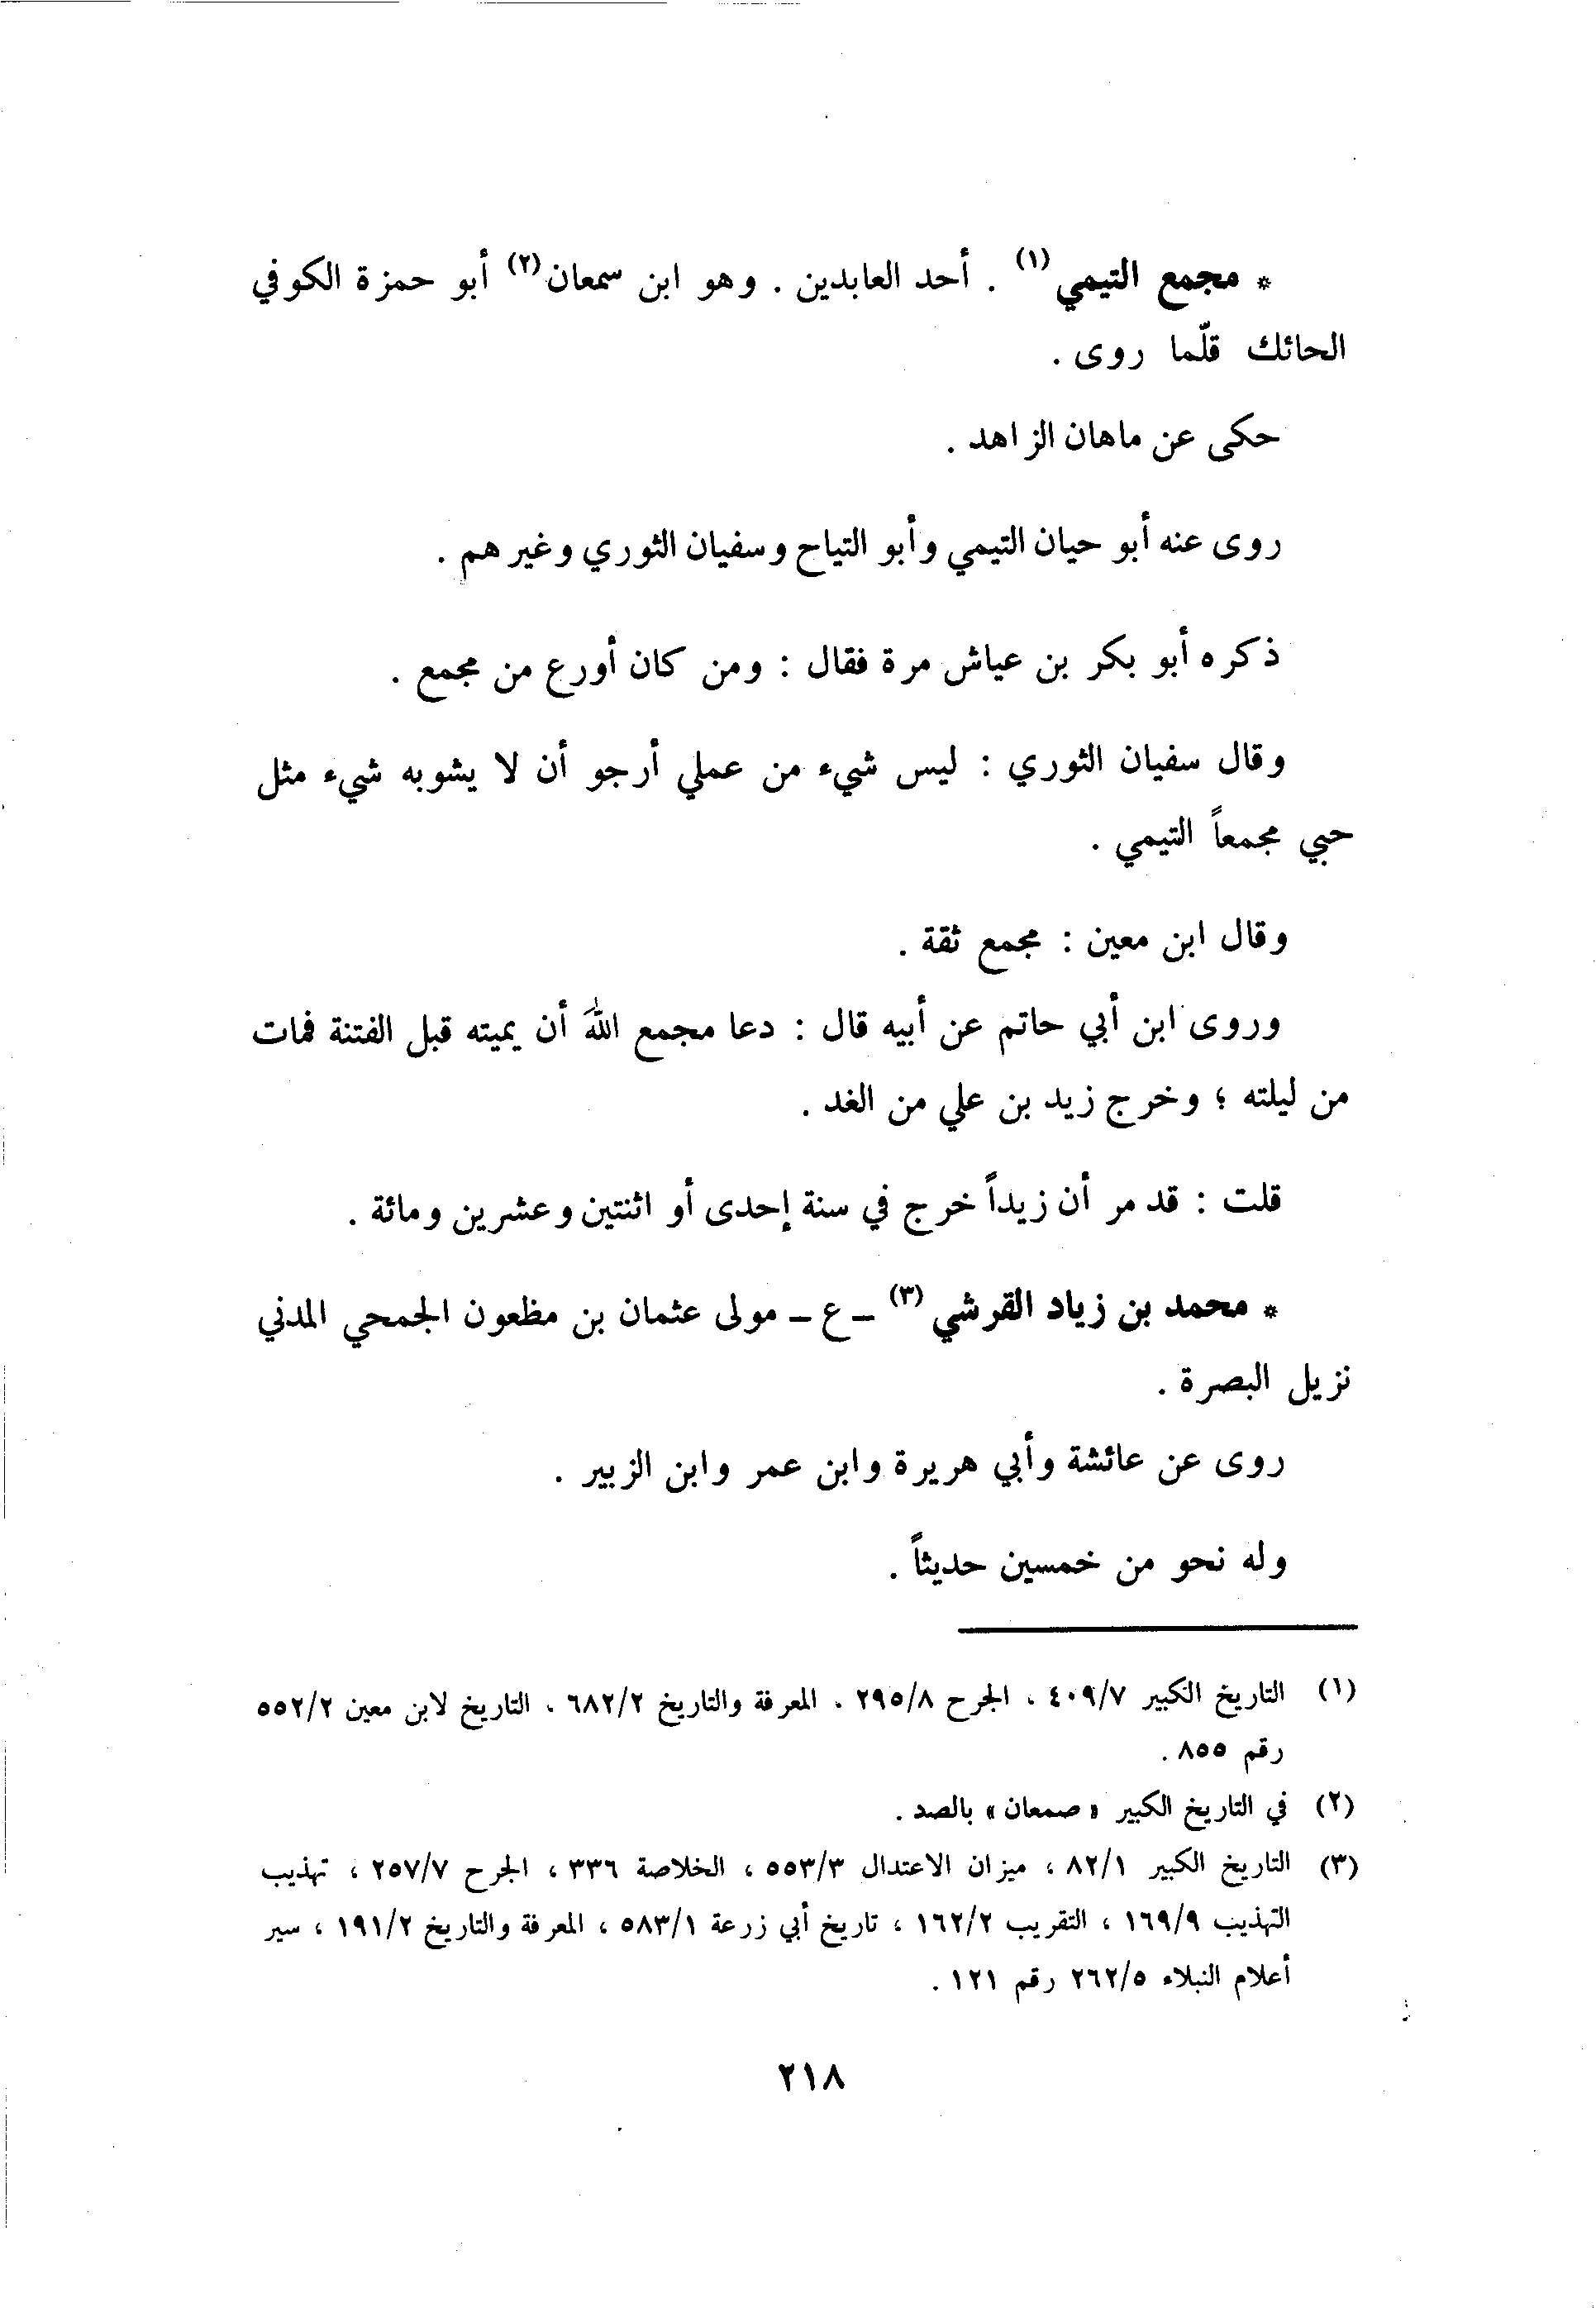 * مجمع التيمي (١) . أحد العابدين . وهو ابن سمعان (٢) أبو حمزة الكوفي
الحائك قلّما روى .
حكى عن ماهان الزاهد .
روى عنه أبو حيان التيمي وأبو التياح وسفيان الثوري وغيرهم .
ذكره أبو بكر بن عياش مرة فقال : ومن كان أورع من مجمع .
وقال سفيان الثوري : ليس شيء من عملي أرجو أن لا يشوبه شيء مثل
حبي مجمعاً التيمي .
وقال ابن معين : مجمع ثقة .
وروى ابن أبي حاتم عن أبيه قال : دعا مجمع الله أن يميته قبل الفتنة فمات
من ليلته ؛ وخرج زيد بن علي من الغد .
قلت : قد مر أن زيداً خرج في سنة إحدى أو اثنتين وعشرين ومائة .
* محمد بن زياد القرشي (٣) - ع - مولى عثمان بن مظعون الجمحي المدني
نزيل البصرة .
روى عن عائشة وأبي هريرة وابن عمر وابن الزبير .
وله نحو من خمسين حديثاً .
(١) التاريخ الكبير ٤٠٩/٧ ، الجرح ٢٩٥/٨ ، المعرفة والتاريخ ٦٨٢/٢ ، التاريخ لابن معين ٥٥٢/٢
رقم ٨٥٥ .
(٢) في التاريخ الكبير « صمعان » بالصد .
(٣) التاريخ الكبير ٨٢/١ ، ميزان الاعتدال ٥٥٣/٣ ، الخلاصة ٣٣٦ ، الجرح ٢٥٧/٧ ، تهذيب
التهذيب ١٦٩/٩ ، التقريب ١٦٢/٢ ، تاريخ أبي زرعة ٥٨٣/١ ، المعرفة والتاريخ ١٩١/٢ ، سير
أعلام النبلاء ٢٦٢/٥ رقم ١٢١ .
٢١٨